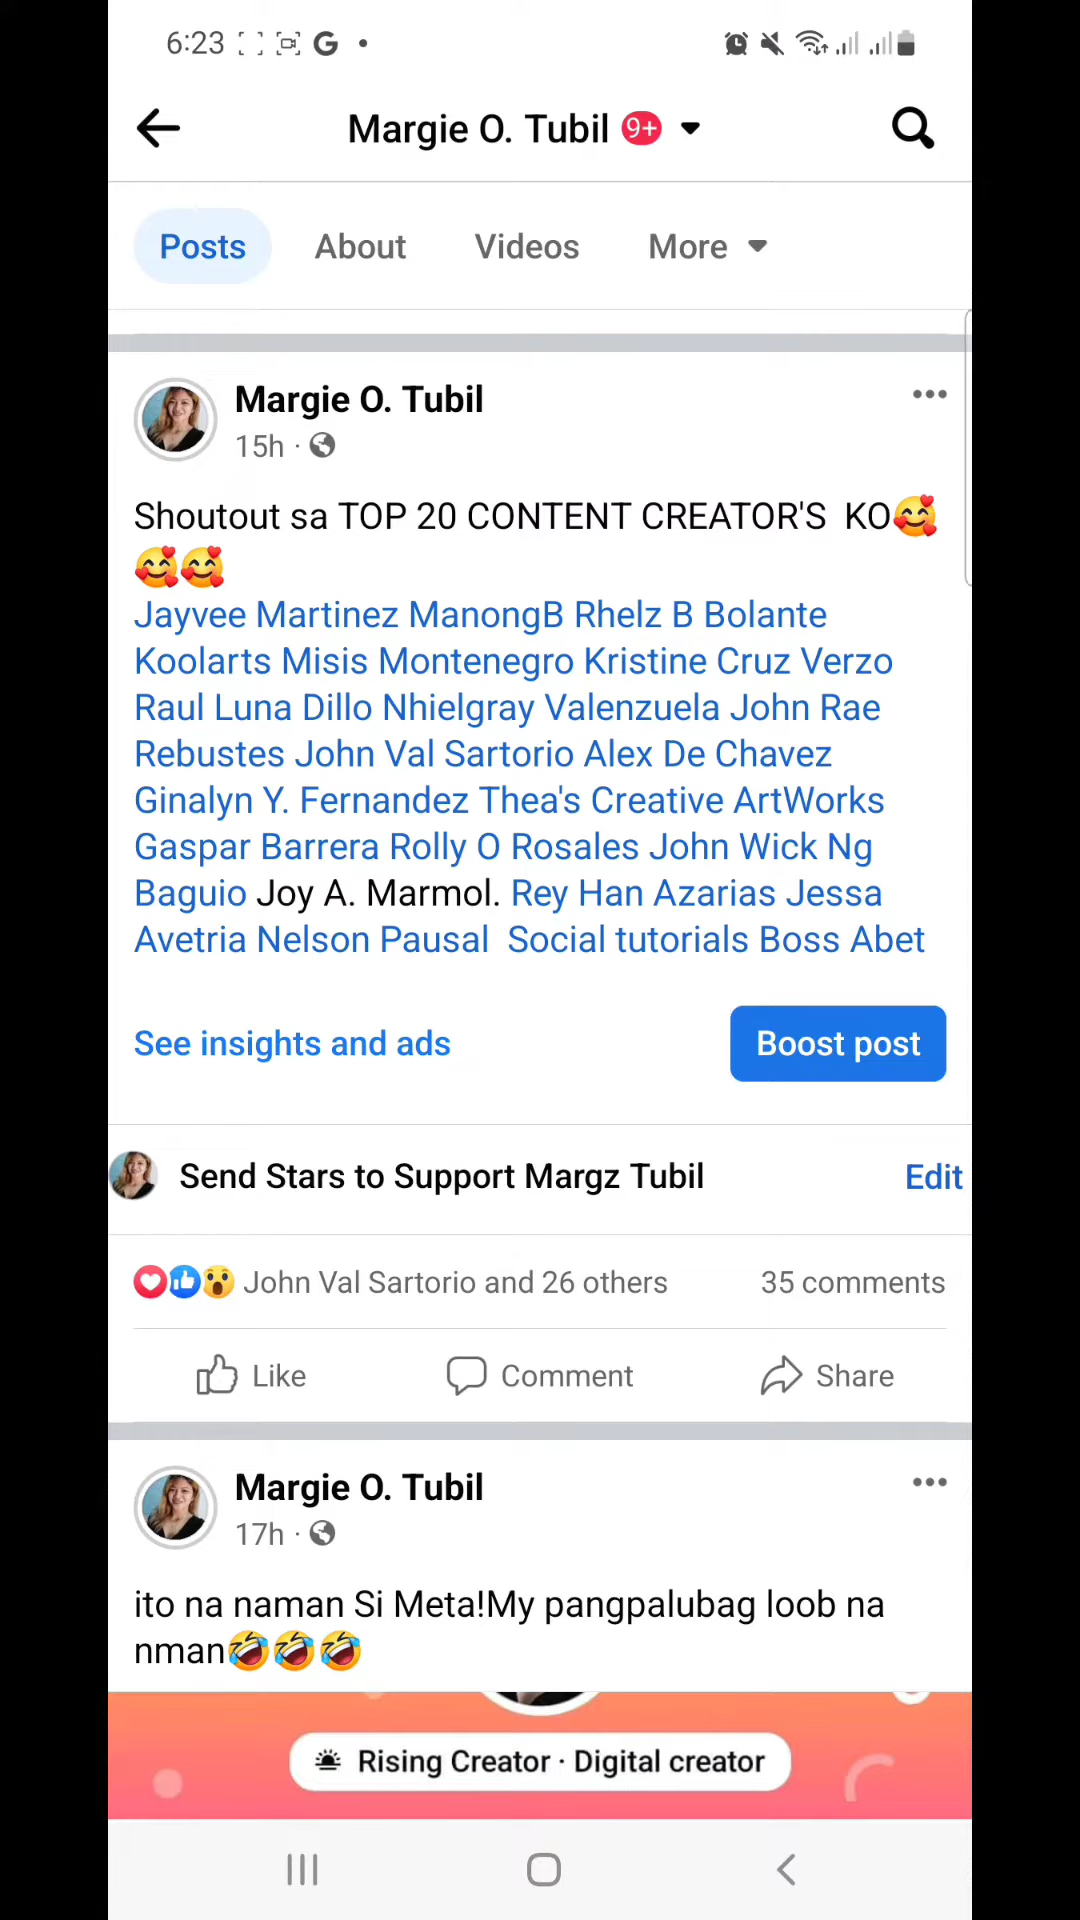 6:23
Margie O. Tubil 9+
Posts About Videos More
Margie O. Tubil
15h ·
Shoutout sa TOP 20 CONTENT CREATOR'S KO🥰
🥰🥰
Jayvee Martinez ManongB Rhelz B Bolante
Koolarts Misis Montenegro Kristine Cruz Verzo
Raul Luna Dillo Nhielgray Valenzuela John Rae
Rebustes John Val Sartorio Alex De Chavez
Ginalyn Y. Fernandez Thea's Creative ArtWorks
Gaspar Barrera Rolly O Rosales John Wick Ng
Baguio Joy A. Marmol. Rey Han Azarias Jessa
Avetria Nelson Pausal Social tutorials Boss Abet
See insights and ads Boost post
Send Stars to Support Margz Tubil Edit
John Val Sartorio and 26 others 35 comments
Like Comment Share
Margie O. Tubil
17h ·
ito na naman Si Meta!My pangpalubag loob na
nman🤣🤣🤣
Rising Creator · Digital creator